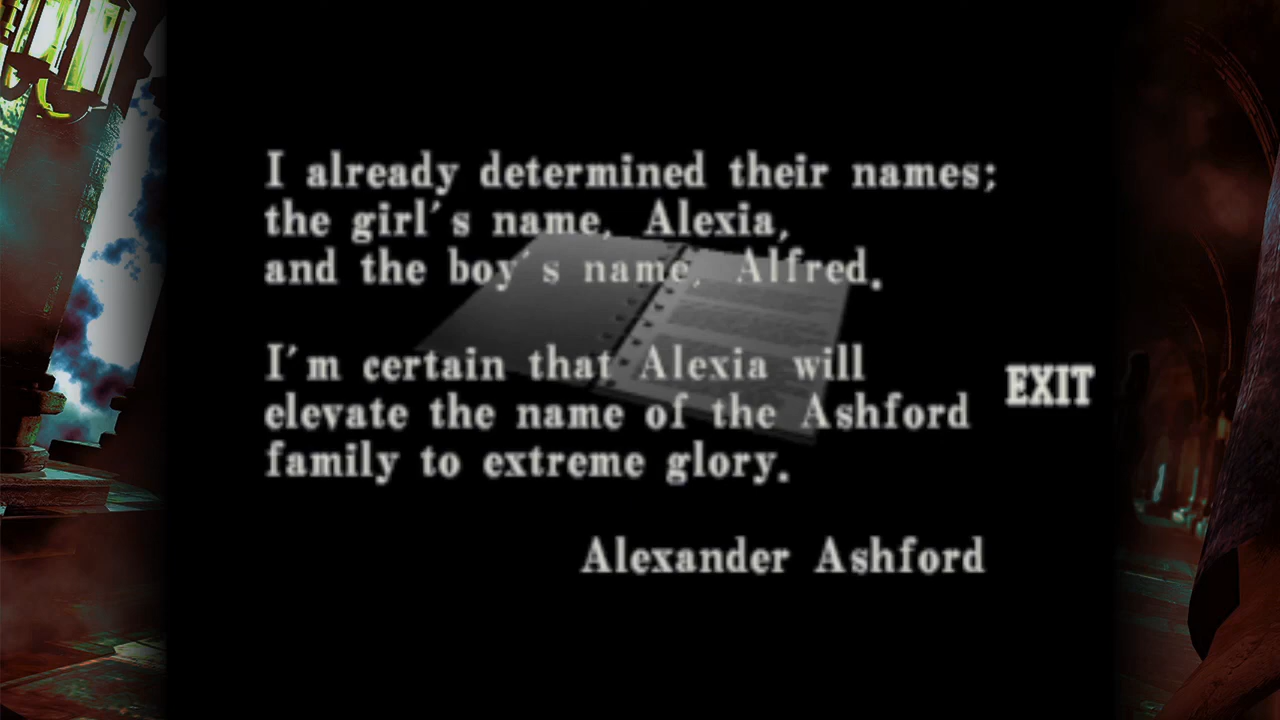 I already determined their names;
the girl's name, Alexia,
and the boy's name, Alfred.
I'm certain that Alexia will
elevate the name of the Ashford
family to extreme glory.
Alexander Ashford
EXIT